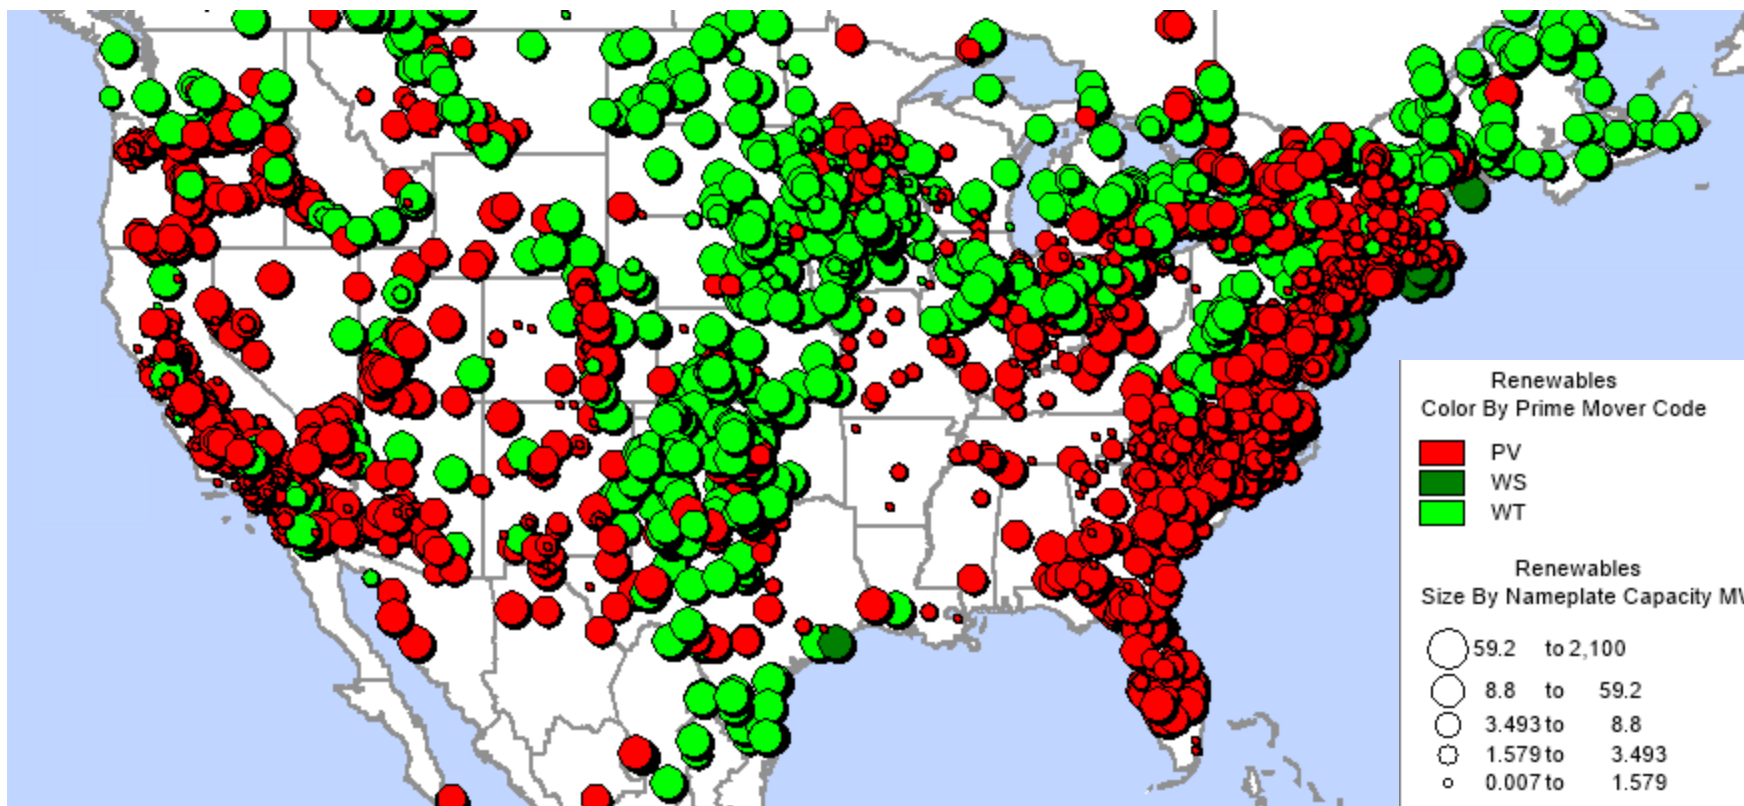 Renewables
Color By Prime Mover Code
PV
WS
WT
Renewables
Size By Nameplate Capacity MW
59.2 to 2,100
8.8 to 59.2
3.493 to 8.8
1.579 to 3.493
0.007 to 1.579